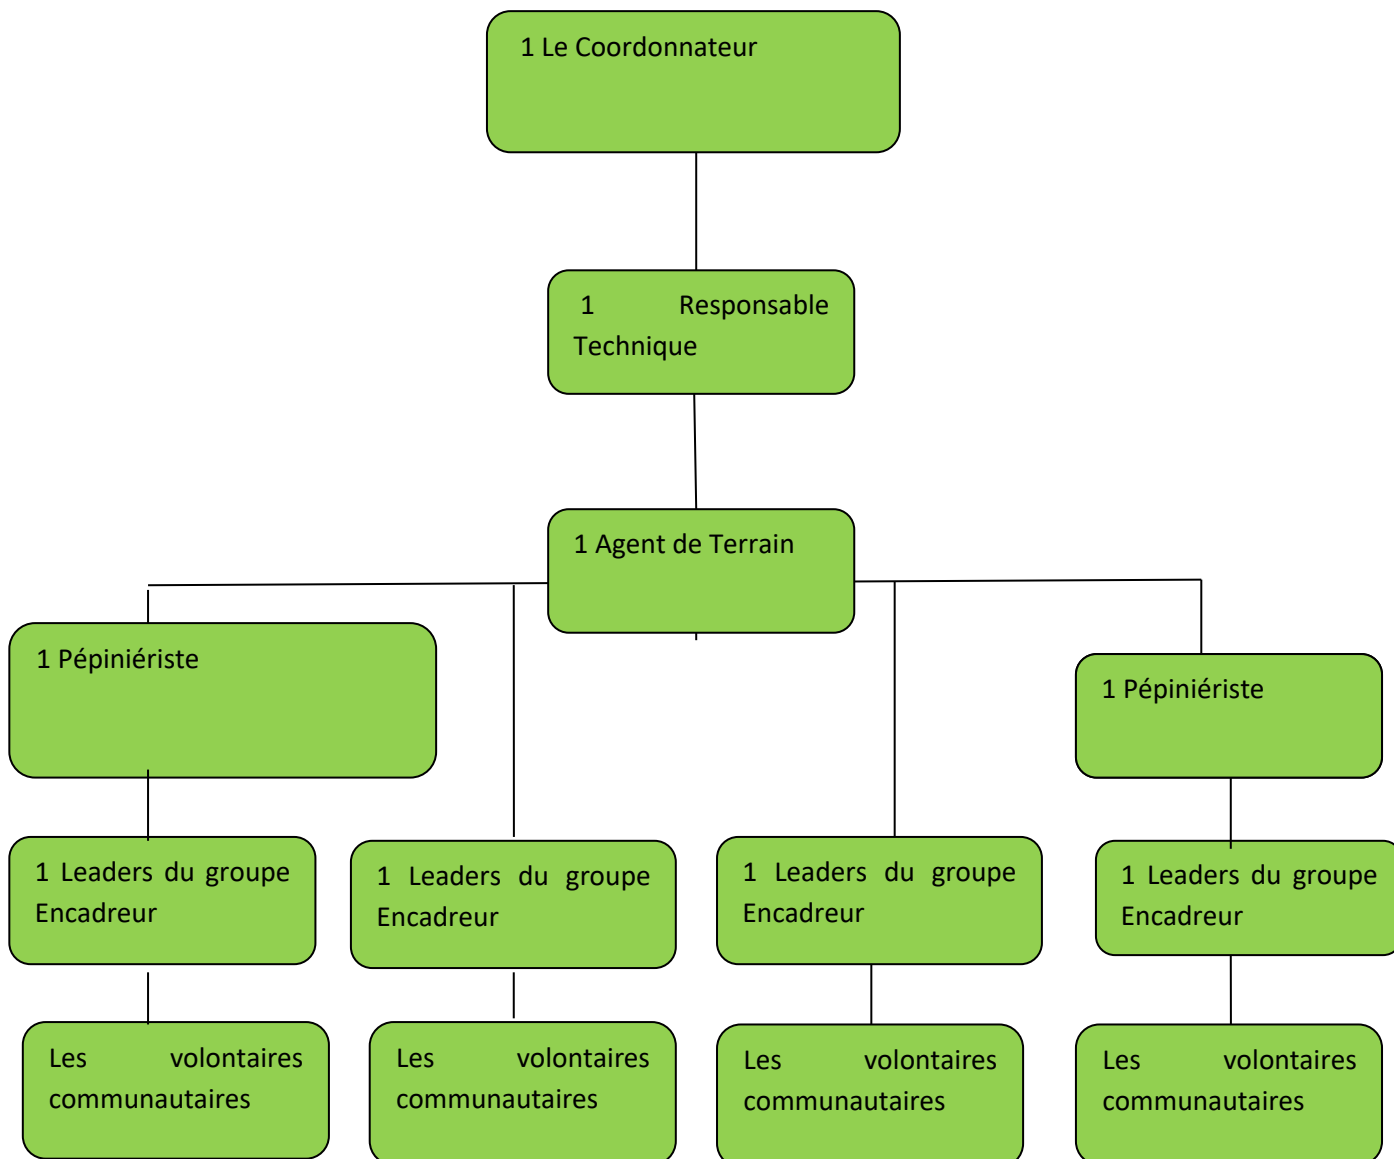 1 Le Coordonnateur
1 Responsable
Technique
1 Agent de Terrain
1 Pépiniériste
1 Pépiniériste
1 Leaders du groupe
Encadreur
1 Leaders du groupe
Encadreur
1 Leaders du groupe
Encadreur
1 Leaders du groupe
Encadreur
Les volontaires
communautaires
Les volontaires
communautaires
Les volontaires
communautaires
Les volontaires
communautaires